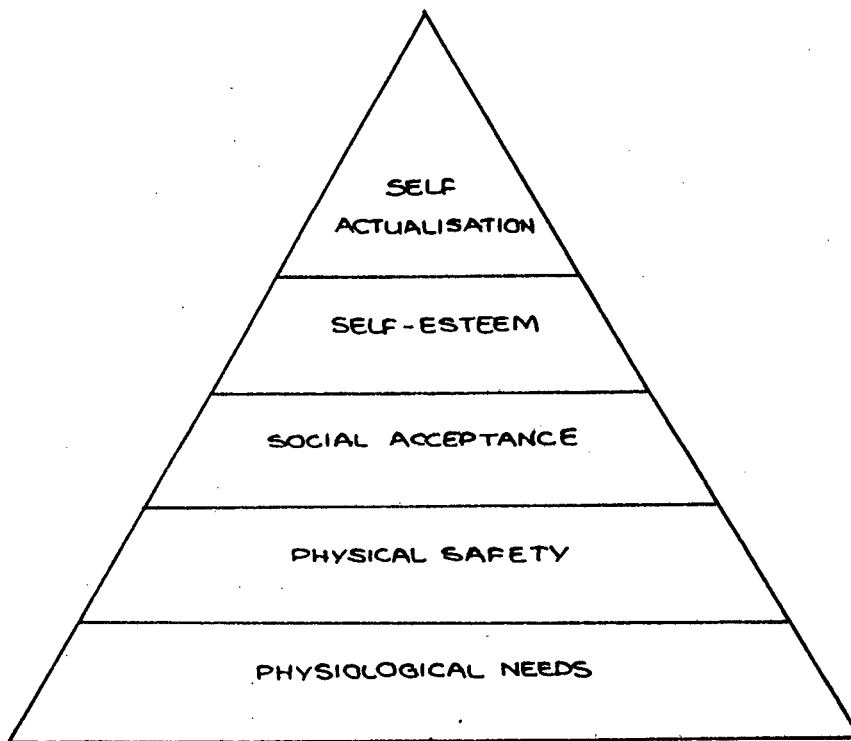 SELF
ACTUALISATION
SELF-ESTEEM
SOCIAL ACCEPTANCE
PHYSICAL SAFETY
PHYSIOLOGICAL NEEDS